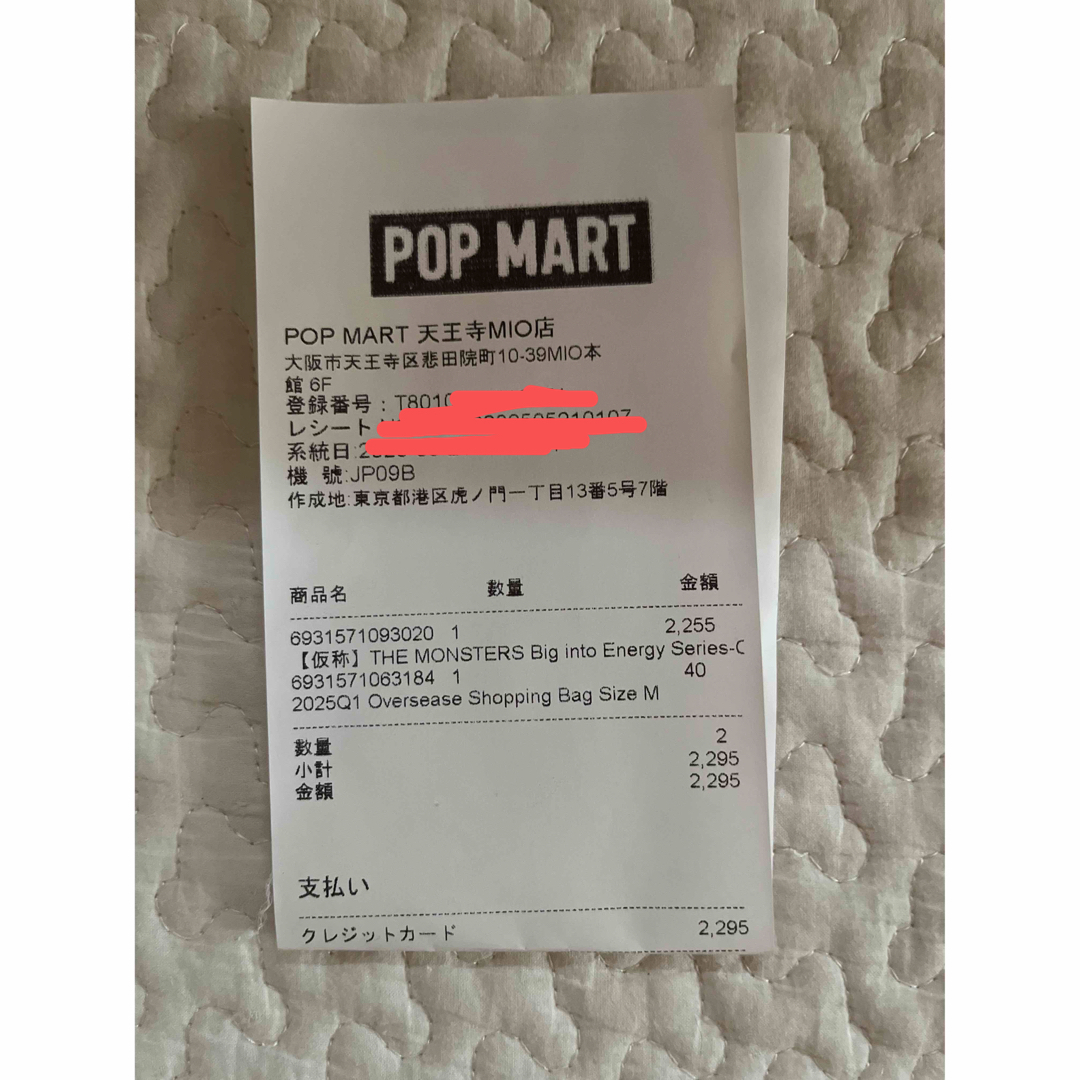 POP MART
POP MART 天王寺MIO店
大阪市天王寺区悲田院町10-39MIO本
館 6F
登録番号：T801
レシート
系統日:2
機 號:JP09B
作成地:東京都港区虎ノ門一丁目13番5号7階
商品名 数量 金額
6931571093020 1 2,255
【仮称】THE MONSTERS Big into Energy Series-C
6931571063184 1 40
2025Q1 Oversease Shopping Bag Size M
数量 2
小計 2,295
金額 2,295
支払い
クレジットカード 2,295